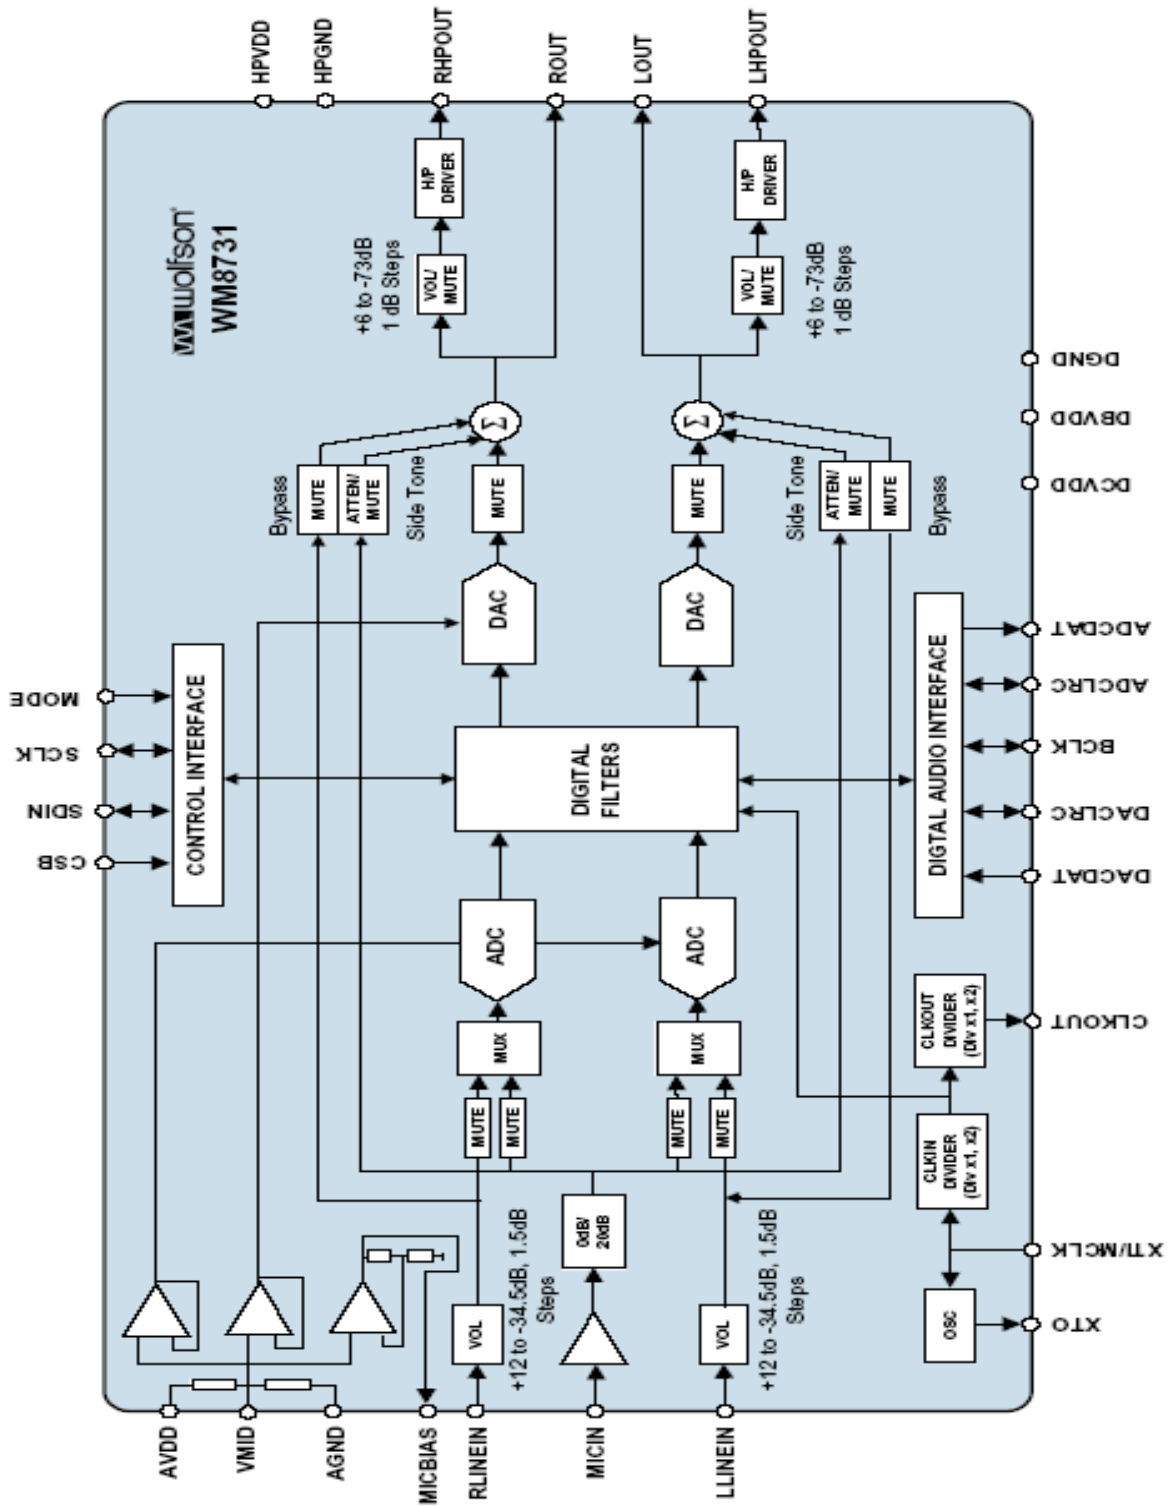 HPVDD
HPGND
RHPOUT
ROUT
LOUT
LHPOUT
wolfson
WM8731
H/P
DRIVER
H/P
DRIVER
+6 to -73dB
1 dB Steps
VOL/
MUTE
VOL/
MUTE
+6 to -73dB
1 dB Steps
DGND
DBVDD
DCVDD
Σ
Σ
Bypass
MUTE
ATTEN/
MUTE
Side Tone
MUTE
MUTE
Side Tone
ATTEN/
MUTE
MUTE
Bypass
DAC
DAC
MODE
SCLK
SDIN
CSB
CONTROL INTERFACE
DIGITAL
FILTERS
DIGTAL AUDIO INTERFACE
ADCDAT
ADCLRC
BCLK
DACLRC
DACDAT
ADC
ADC
MUX
MUX
CLKOUT
DIVIDER
(Div x1, x2)
CLKOUT
MUTE
MUTE
MUTE
MUTE
CLKIN
DIVIDER
(Div x1, x2)
0dB/
20dB
VOL
+12 to -34.5dB, 1.5dB
Steps
VOL
+12 to -34.5dB, 1.5dB
Steps
OSC
XTI/MCLK
XTO
AVDD
VMID
AGND
MICBIAS
RLINEIN
MICIN
LLINEIN